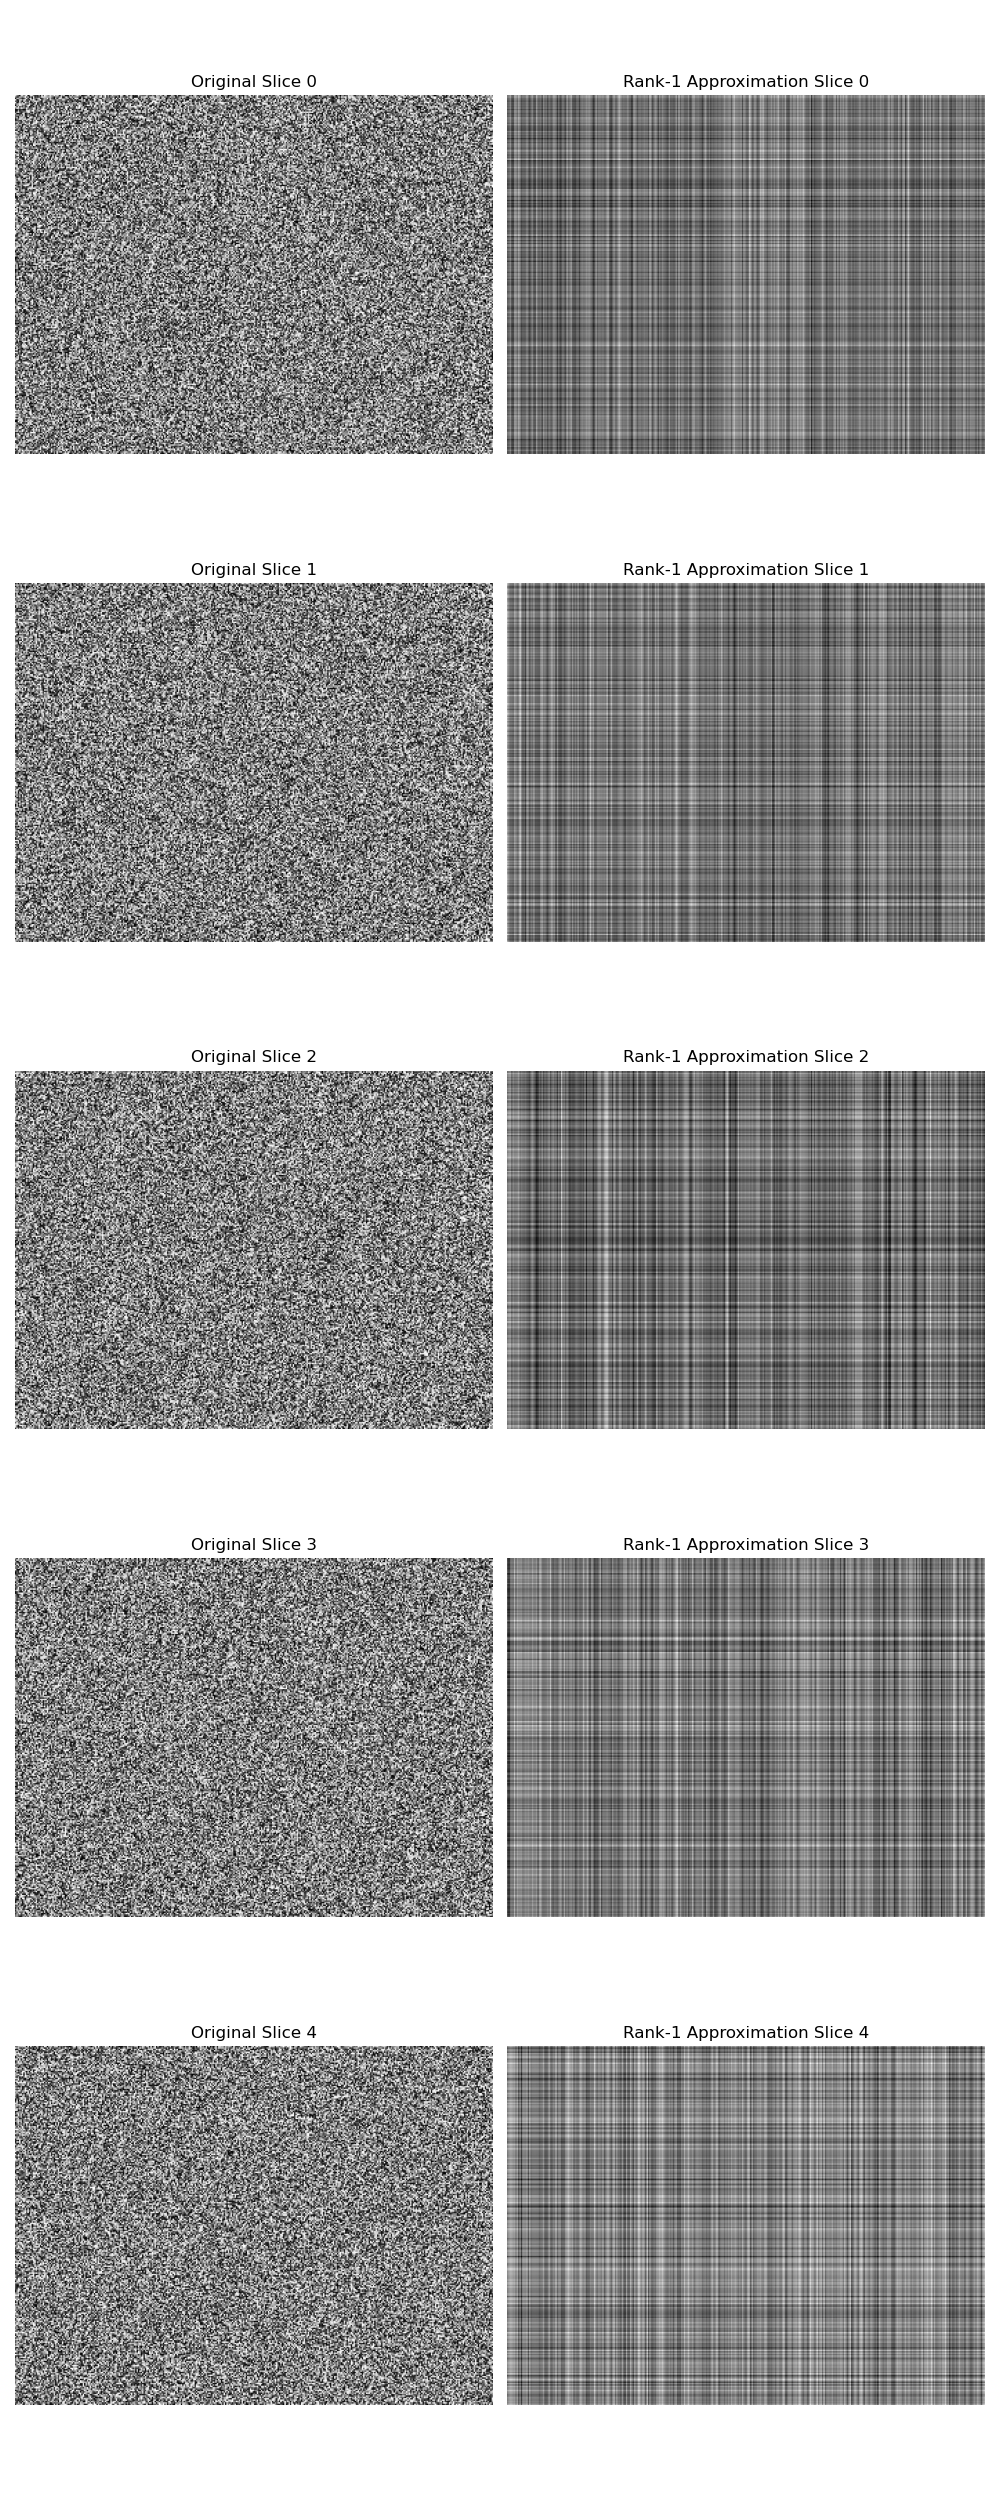 Original Slice 0
Rank-1 Approximation Slice 0
Original Slice 1
Rank-1 Approximation Slice 1
Original Slice 2
Rank-1 Approximation Slice 2
Original Slice 3
Rank-1 Approximation Slice 3
Original Slice 4
Rank-1 Approximation Slice 4